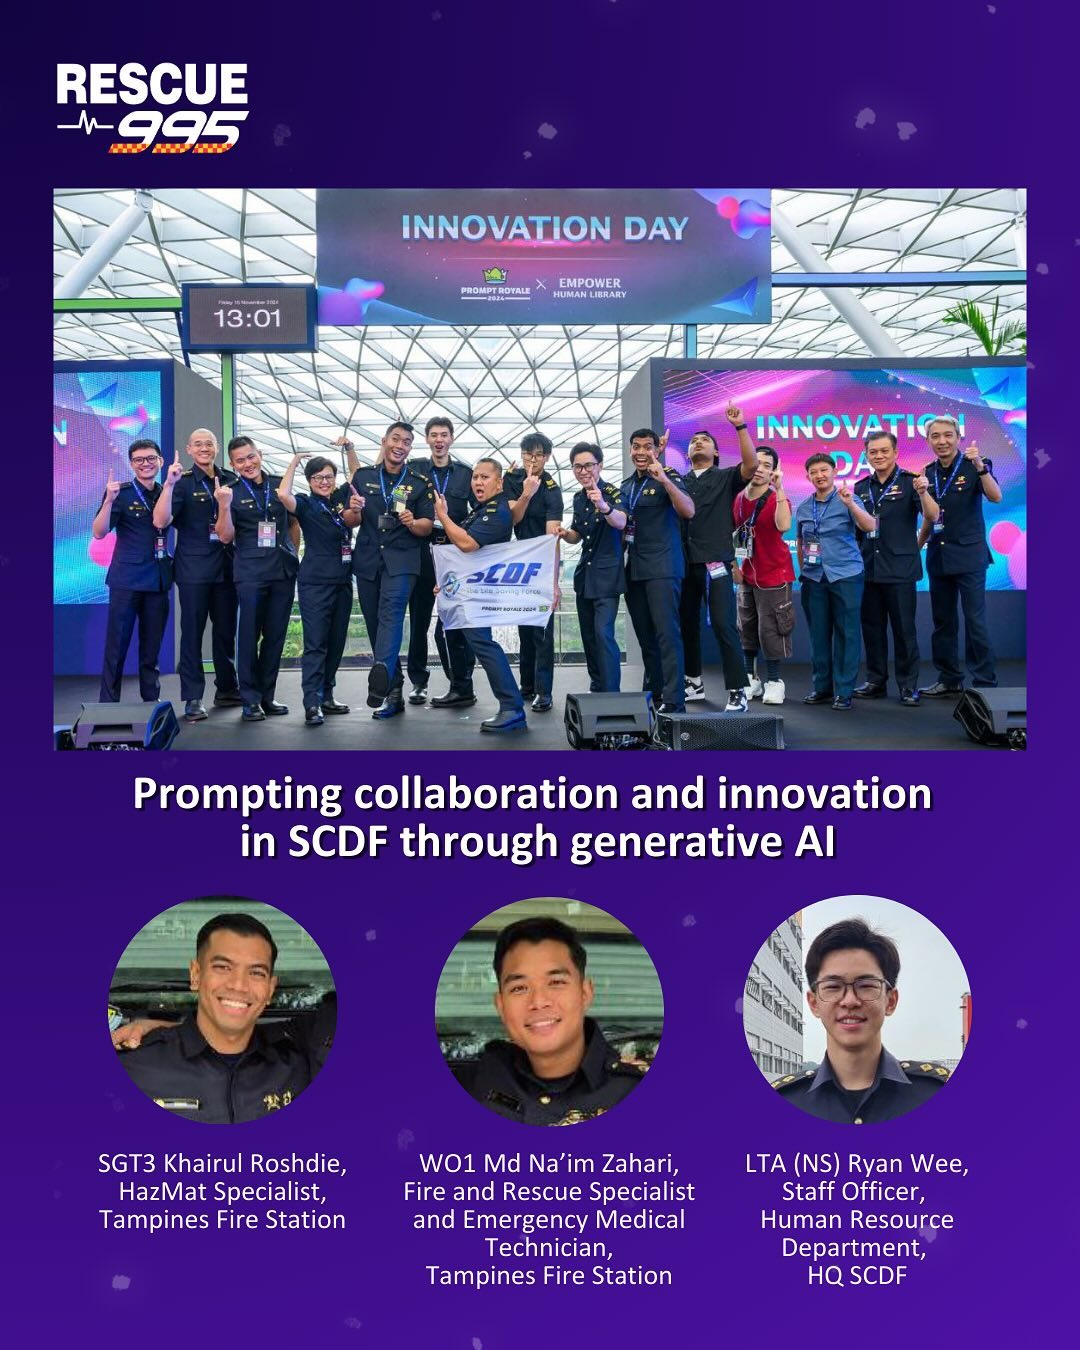 RESCUE
995
INNOVATION DAY
PROMPT ROYALE
2024
X
EMPOWER
HUMAN LIBRARY
Friday 15 November 2024
13:01
N
INNOVATION
DA
SCDF
The Life Saving Force
PROMPT ROYALE 2024
Prompting collaboration and innovation
in SCDF through generative AI
SGT3 Khairul Roshdie,
HazMat Specialist,
Tampines Fire Station
WO1 Md Na’im Zahari,
Fire and Rescue Specialist
and Emergency Medical
Technician,
Tampines Fire Station
LTA (NS) Ryan Wee,
Staff Officer,
Human Resource
Department,
HQ SCDF